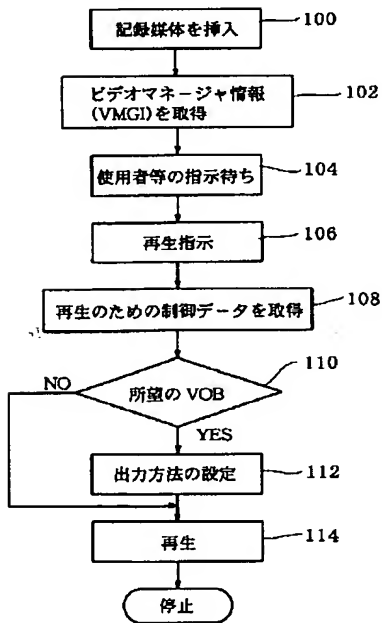 記録媒体を挿入
100
ビデオマネージャ情報
(VMGI)を取得
102
使用者等の指示待ち
104
再生指示
106
再生のための制御データを取得
108
所望の VOB
110
NO
YES
出力方法の設定
112
再生
114
停止